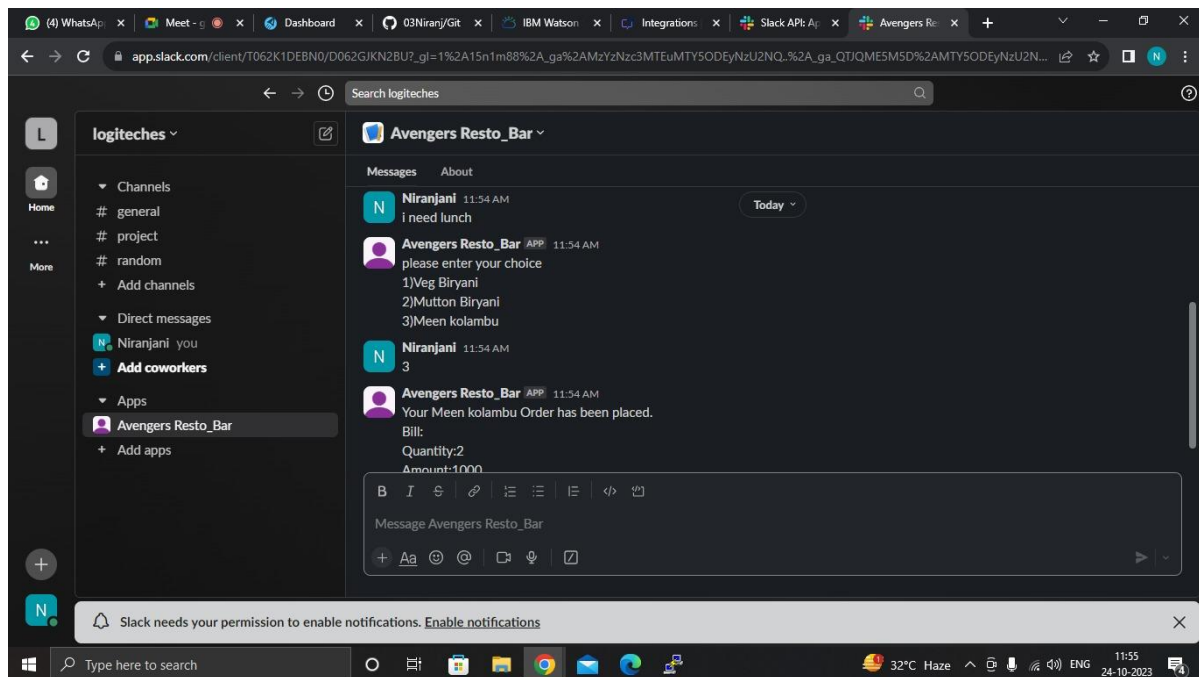 (4) WhatsAp
Meet - g
Dashboard
03Niranj/Git
IBM Watson
Integrations
Slack API: Ap
Avengers Re
app.slack.com/client/T062K1DEBN0/D062GJKN2BU?_gl=1%2A15n1m88%2A_ga%2AMzYzNzc3MTEuMTY5ODEyNzU2NQ..%2A_ga_QTJQME5M5D%2AMTY5ODEyNzU2N...
N
Search logiteches
L
logiteches
Avengers Resto_Bar
Messages About
Home
More
Channels
# general
# project
# random
+ Add channels
Direct messages
N Niranjani you
+ Add coworkers
Apps
Avengers Resto_Bar
+ Add apps
Today
N
Niranjani 11:54 AM
i need lunch
Avengers Resto_Bar APP 11:54 AM
please enter your choice
1)Veg Biryani
2)Mutton Biryani
3)Meen kolambu
N
Niranjani 11:54 AM
3
Avengers Resto_Bar APP 11:54 AM
Your Meen kolambu Order has been placed.
Bill:
Quantity:2
Amount:1000
B I S
Message Avengers Resto_Bar
+ Aa @
N
Slack needs your permission to enable notifications. Enable notifications
Type here to search
32°C Haze
ENG
11:55
24-10-2023
4